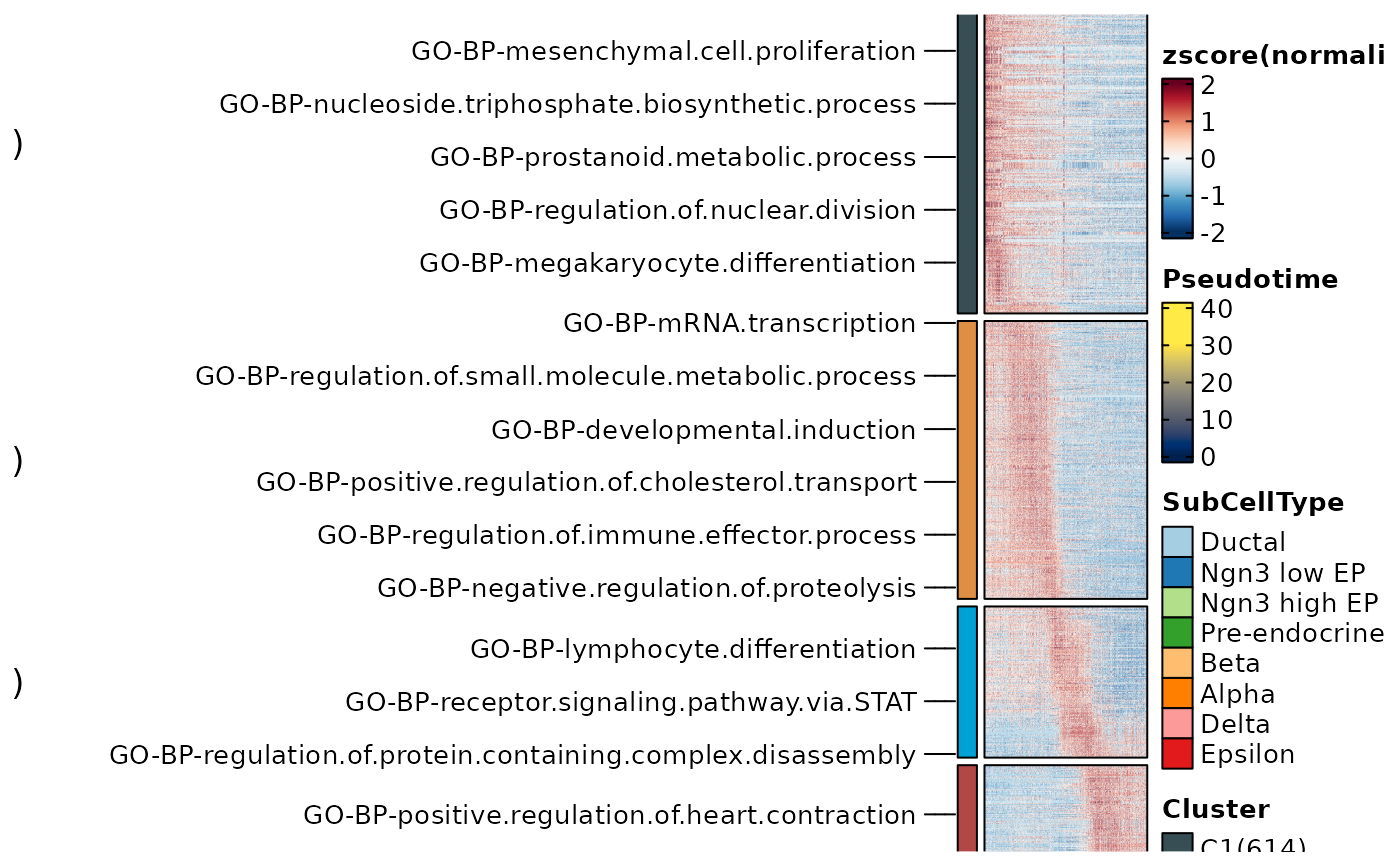 GO-BP-mesenchymal.cell.proliferation
GO-BP-nucleoside.triphosphate.biosynthetic.process
)
GO-BP-prostanoid.metabolic.process
GO-BP-regulation.of.nuclear.division
GO-BP-megakaryocyte.differentiation
GO-BP-mRNA.transcription
GO-BP-regulation.of.small.molecule.metabolic.process
GO-BP-developmental.induction
)
GO-BP-positive.regulation.of.cholesterol.transport
GO-BP-regulation.of.immune.effector.process
GO-BP-negative.regulation.of.proteolysis
GO-BP-lymphocyte.differentiation
)
GO-BP-receptor.signaling.pathway.via.STAT
GO-BP-regulation.of.protein.containing.complex.disassembly
GO-BP-positive.regulation.of.heart.contraction
zscore(normali
2
1
0
-1
-2
Pseudotime
40
30
20
10
0
SubCellType
Ductal
Ngn3 low EP
Ngn3 high EP
Pre-endocrine
Beta
Alpha
Delta
Epsilon
Cluster
C1(614)